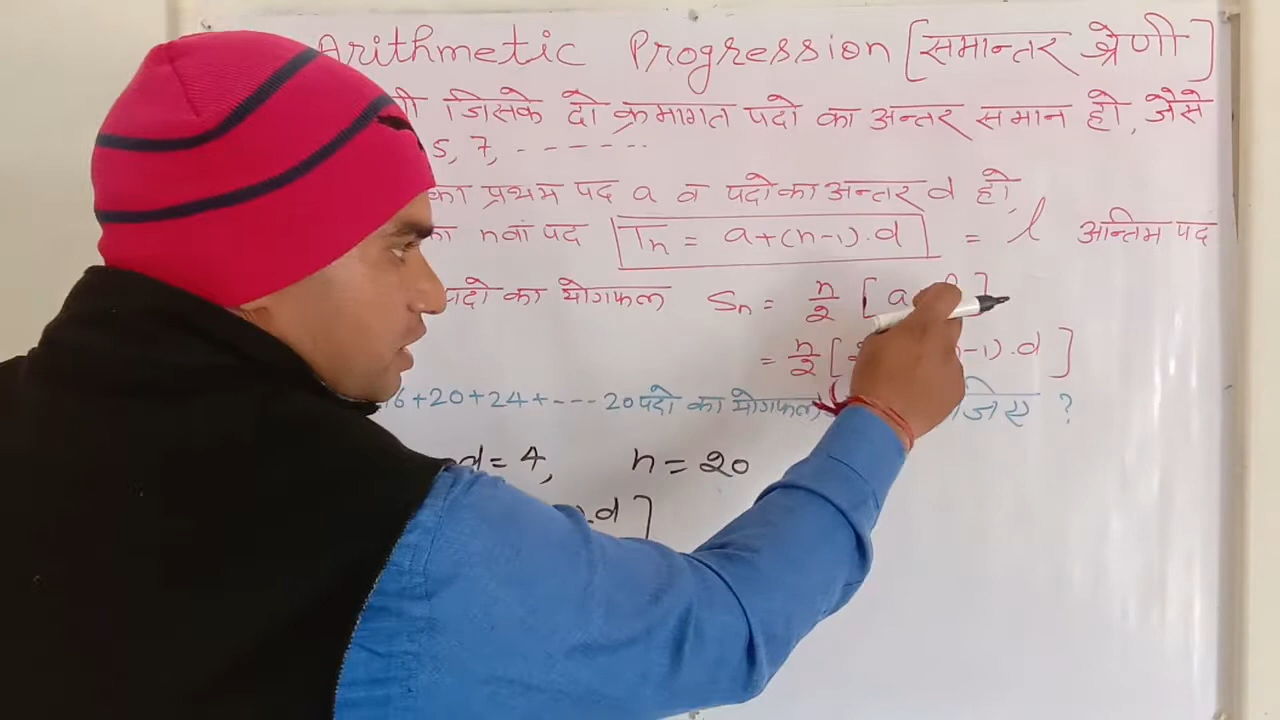 Arithmetic Progression [समान्तर श्रेणी]
जिसके दो क्रमागत पदो का अन्तर समान हो, जैसे
5, 7, - - - - - - -
का प्रथम पद a व पदो का अन्तर d हो,
nवां पद Tn = a+(n-1).d = l अन्तिम पद
पदो का योगफल Sn = n/2 [a
= n/2 [ -1).d ]
16+20+24+--- 20 पदो का योगफल ?
d=4, n=20
.d ]